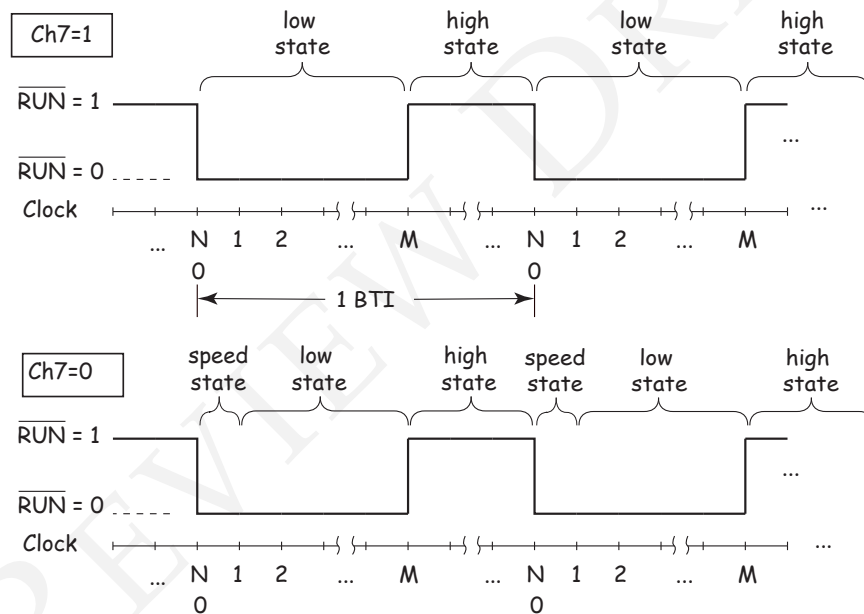 Ch7=1
low state
high state
low state
high state
RUN = 1
...
RUN = 0
Clock
...
... N 1 2 ... M ... N 1 2 ... M
0 0
1 BTI
Ch7=0
speed state
low state
high state
speed state
low state
high state
RUN = 1
...
RUN = 0
Clock
...
... N 1 2 ... M ... N 1 2 ... M
0 0